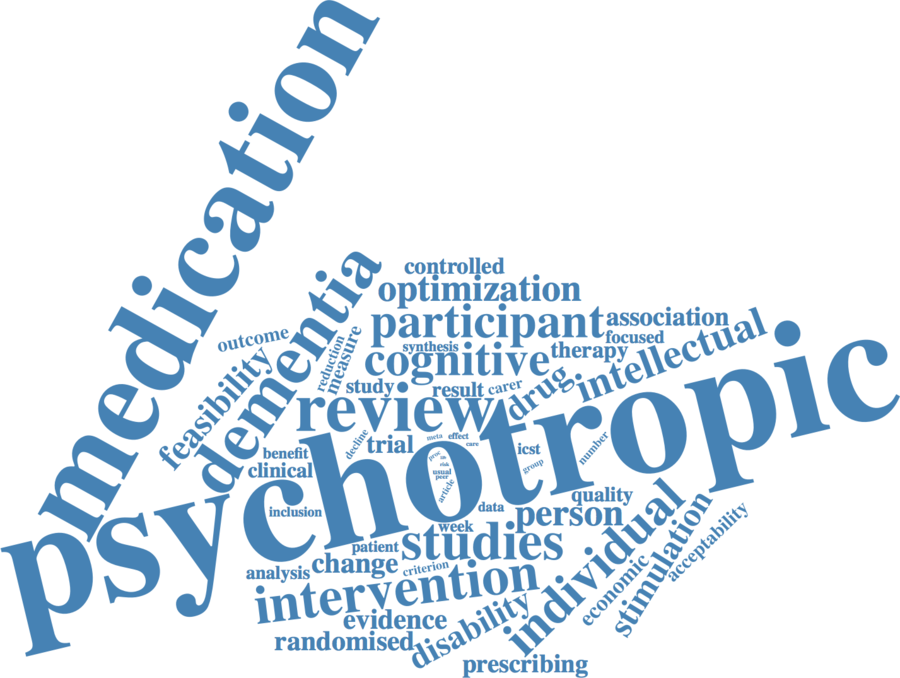 medication
controlled
dementia
optimization
participant
association
outcome
focused
synthesis
measure
reduction
cognitive
therapy
intellectual
feasibility
study
result
carer
drug
review
psychotropic
decline
trial
meta
effect
care
benefit
icst
group
number
clinical
proc
risk
usual
peer
article
quality
inclusion
data
person
individual
week
stimulation
acceptability
patient
studies
analysis
change
criterion
economic
intervention
evidence
disability
randomised
prescribing